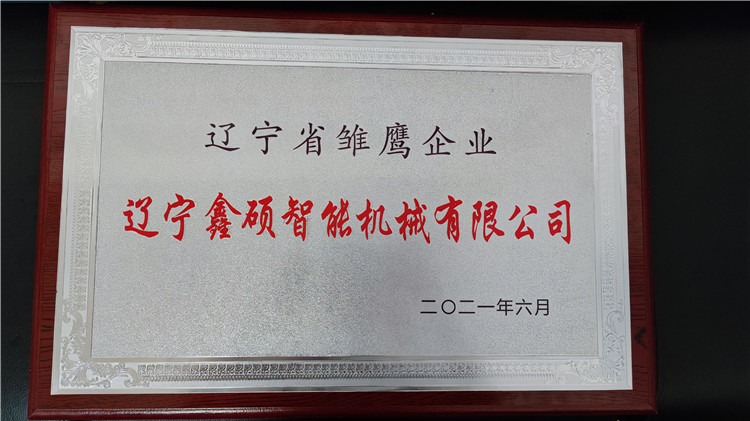 辽宁省雏鹰企业
辽宁鑫硕智能机械有限公司
二〇二一年六月